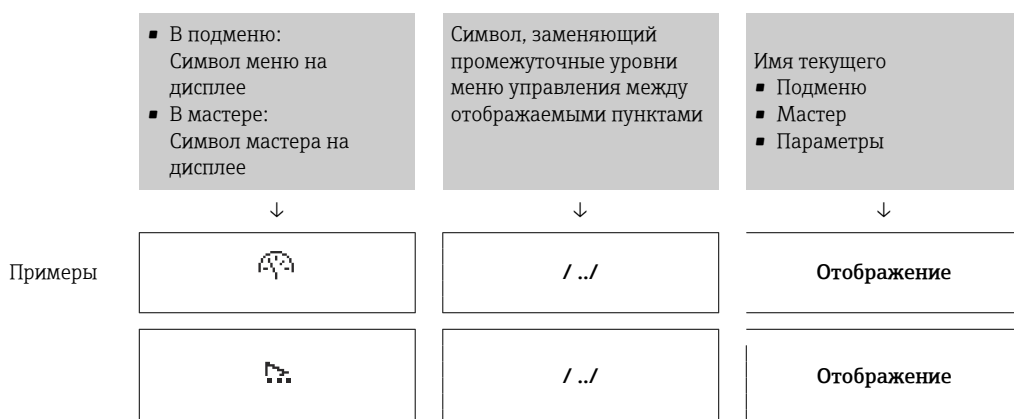 ▪ В подменю:
Символ меню на
дисплее
▪ В мастере:
Символ мастера на
дисплее
Символ, заменяющий
промежуточные уровни
меню управления между
отображаемыми пунктами
Имя текущего
▪ Подменю
▪ Мастер
▪ Параметры
↓ ↓ ↓
Примеры / ../ Отображение
/ ../ Отображение